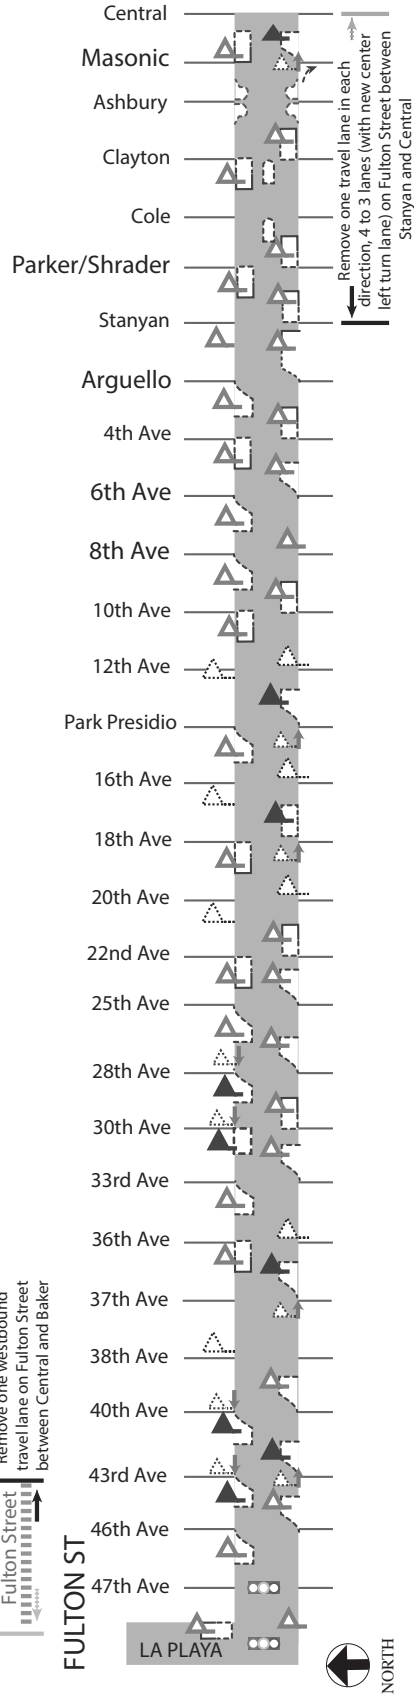 Central
Masonic
Ashbury
Clayton
Cole
Parker/Shrader
Stanyan
Arguello
4th Ave
6th Ave
8th Ave
10th Ave
12th Ave
Park Presidio
16th Ave
18th Ave
20th Ave
22nd Ave
25th Ave
28th Ave
30th Ave
33rd Ave
36th Ave
37th Ave
38th Ave
40th Ave
43rd Ave
46th Ave
47th Ave
LA PLAYA
FULTON ST
Remove one travel lane in each
direction, 4 to 3 lanes (with new center
left turn lane) on Fulton Street between
Stanyan and Central
Fulton Street
Remove one westbound
travel lane on Fulton Street
between Central and Baker
NORTH